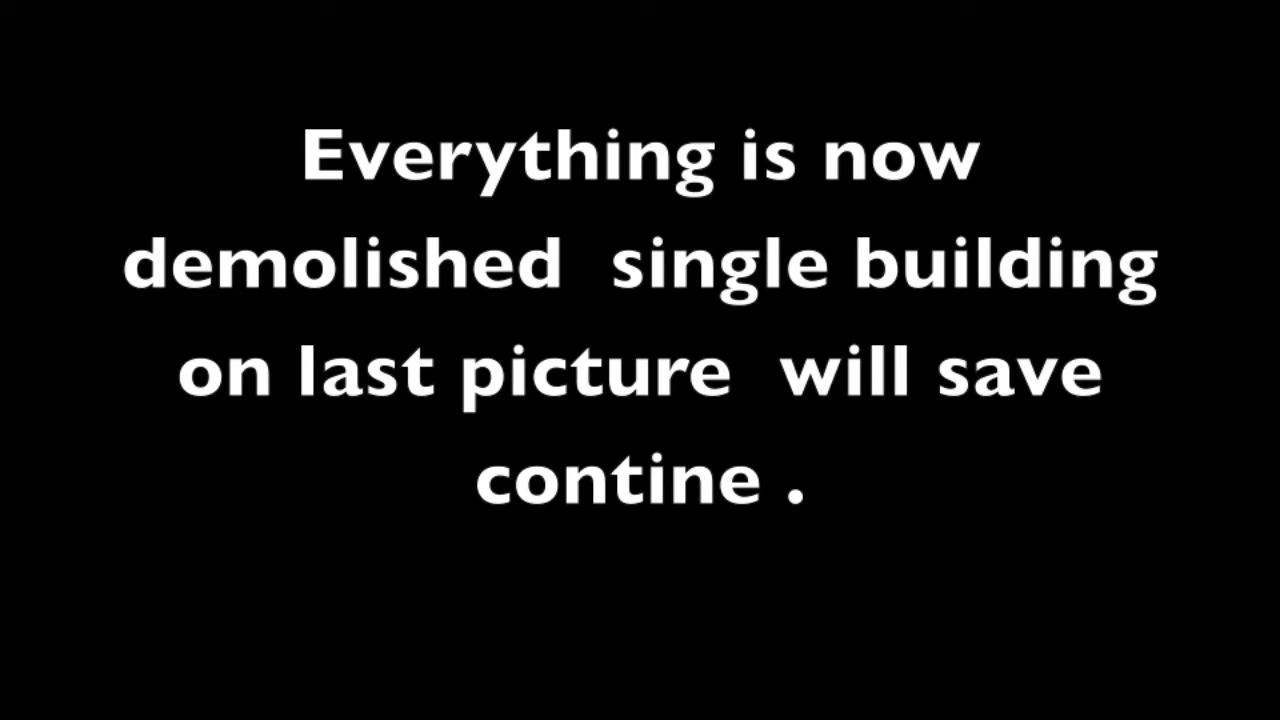 Everything is now
demolished  single building
on last picture  will save
contine .